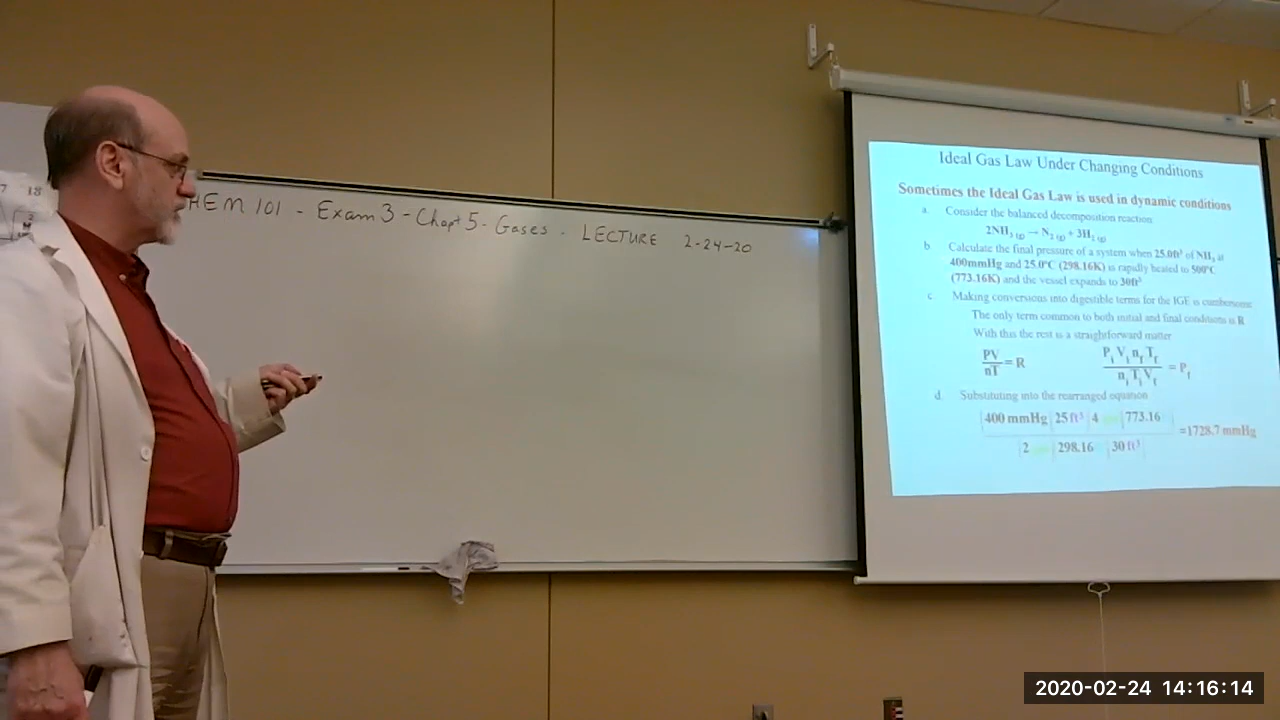 7 18
HEM 101 - Exam 3 - Chapt 5 - Gases - LECTURE 2-24-20
Ideal Gas Law Under Changing Conditions
Sometimes the Ideal Gas Law is used in dynamic conditions
a. Consider the balanced decomposition reaction
2NH₃ (g) → N₂ (g) + 3H₂ (g)
b Calculate the final pressure of a system when 25.0ft³ of NH₃ at
400mmHg and 25.0°C (298.16K) is rapidly heated to 500°C
(773.16K) and the vessel expands to 30ft³
c. Making conversions into digestible terms for the IGE is cumbersome
The only term common to both initial and final conditions is R
With this the rest is a straightforward matter
PV/nT = R
PᵢVᵢn_fT_f/nᵢTᵢV_f = P_f
d. Substituting into the rearranged equation
400 mmHg | 25 ft³ | 4 | 773.16
=1728.7 mmHg
2 | 298.16 | 30 ft³
2020-02-24 14:16:14